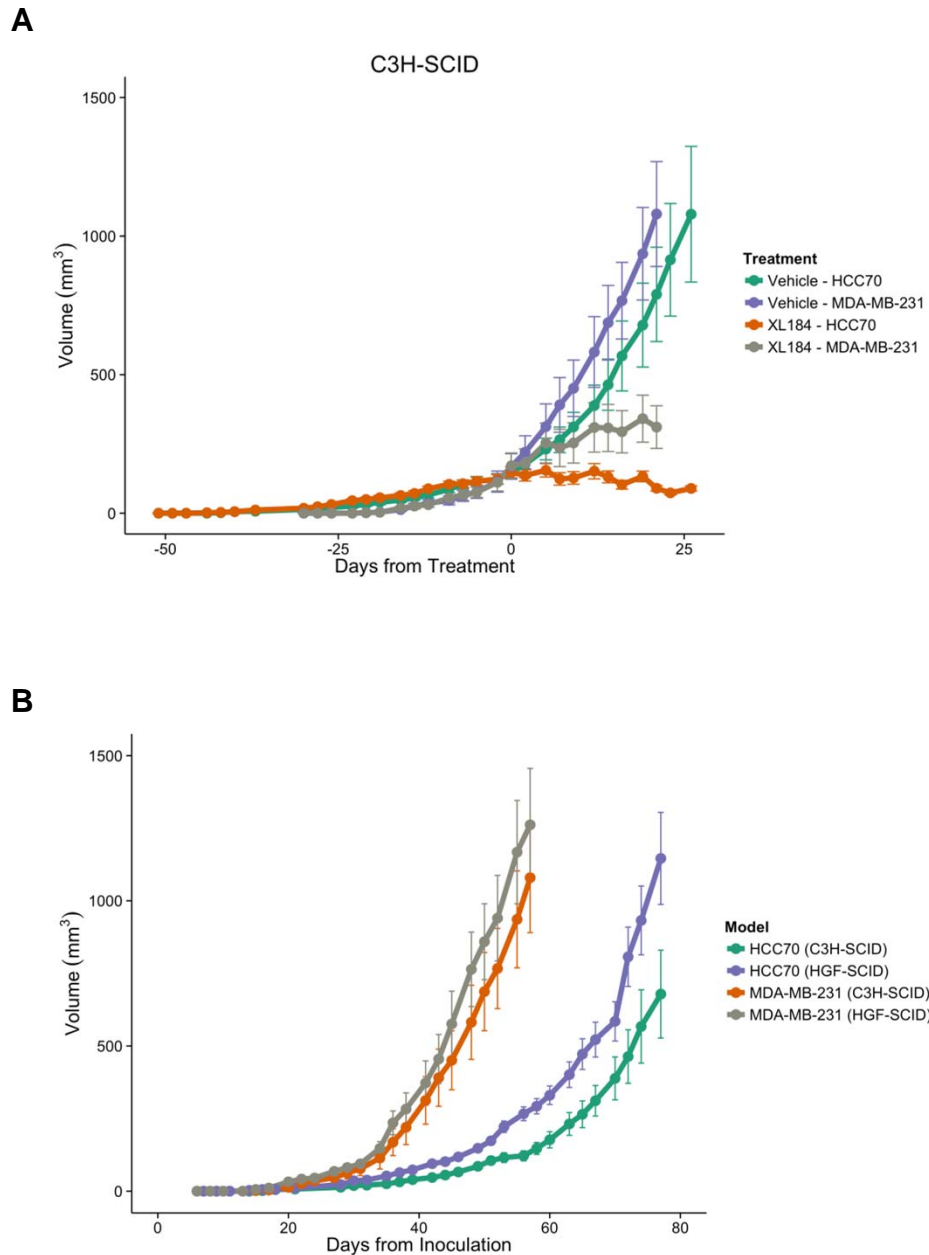 A
C3H-SCID
1500
1000
500
0
Volume (mm³)
-50
-25
0
25
Days from Treatment
Treatment
Vehicle - HCC70
Vehicle - MDA-MB-231
XL184 - HCC70
XL184 - MDA-MB-231
B
1500
1000
500
0
Volume (mm³)
0
20
40
60
80
Days from Inoculation
Model
HCC70 (C3H-SCID)
HCC70 (HGF-SCID)
MDA-MB-231 (C3H-SCID)
MDA-MB-231 (HGF-SCID)